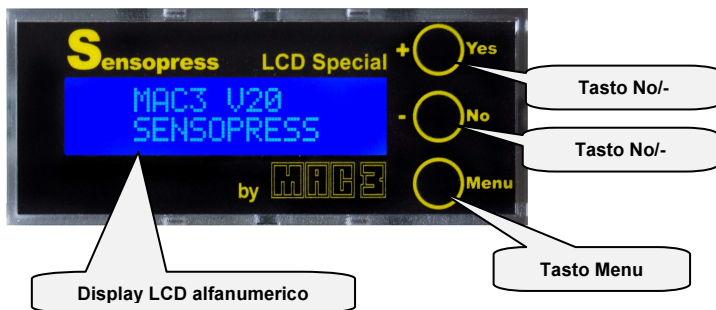 Sensopress LCD Special
+ Yes
MAC3 V20
SENSOPRESS
- No
by MAC3 Menu
Tasto No/-
Tasto No/-
Tasto Menu
Display LCD alfanumerico